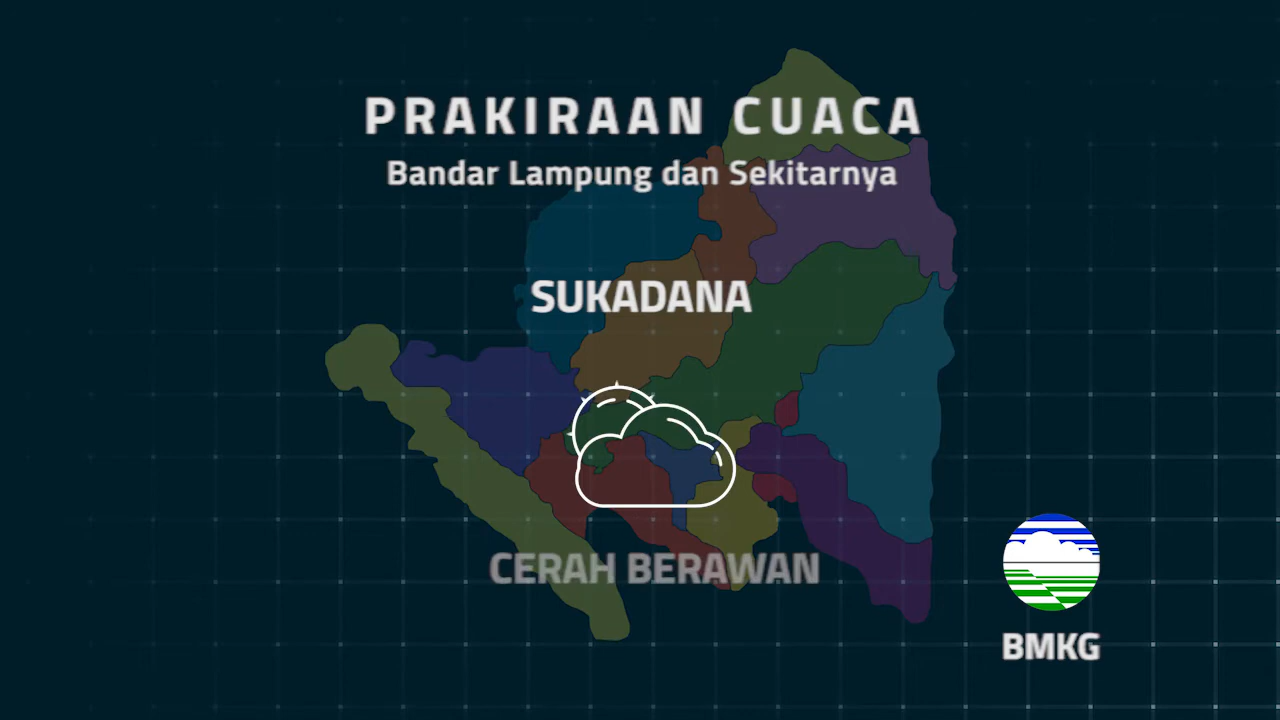 PRAKIRAAN CUACA
Bandar Lampung dan Sekitarnya
SUKADANA
CERAH BERAWAN
BMKG